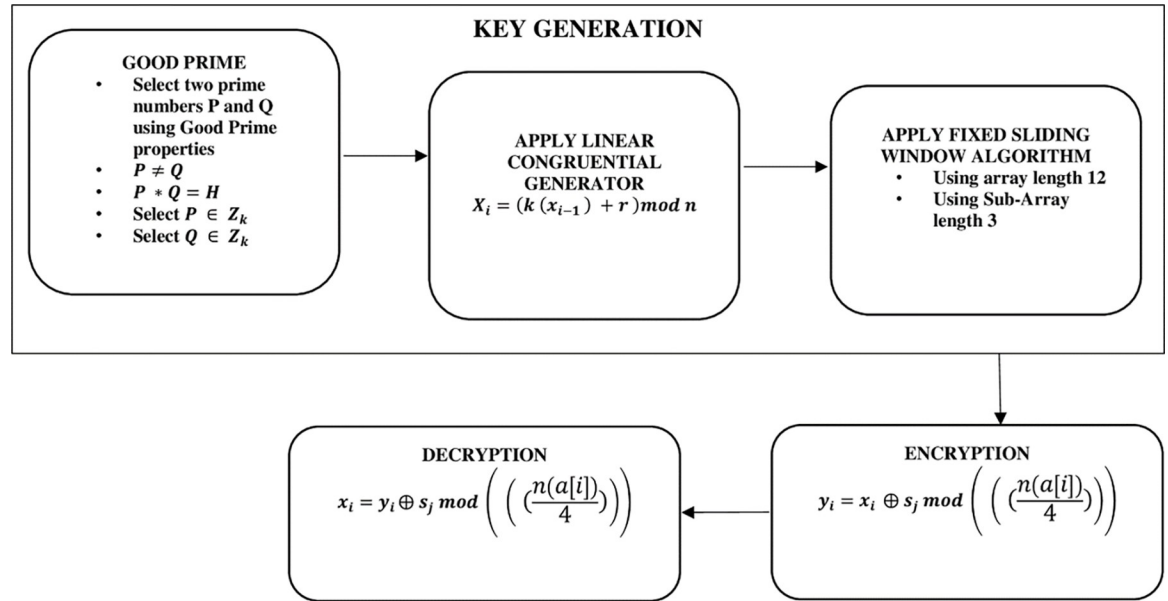 KEY GENERATION
GOOD PRIME
• Select two prime
numbers P and Q
using Good Prime
properties
• P ≠ Q
• P * Q = H
• Select P ∈ Z_k
• Select Q ∈ Z_k
APPLY LINEAR
CONGRUENTIAL
GENERATOR
X_i = (k (x_{i−1}) + r )mod n
APPLY FIXED SLIDING
WINDOW ALGORITHM
• Using array length 12
• Using Sub-Array
length 3
DECRYPTION
x_i = y_i ⊕ s_j mod ( ( (n(a[i])/4) ) )
ENCRYPTION
y_i = x_i ⊕ s_j mod ( ( (n(a[i])/4) ) )